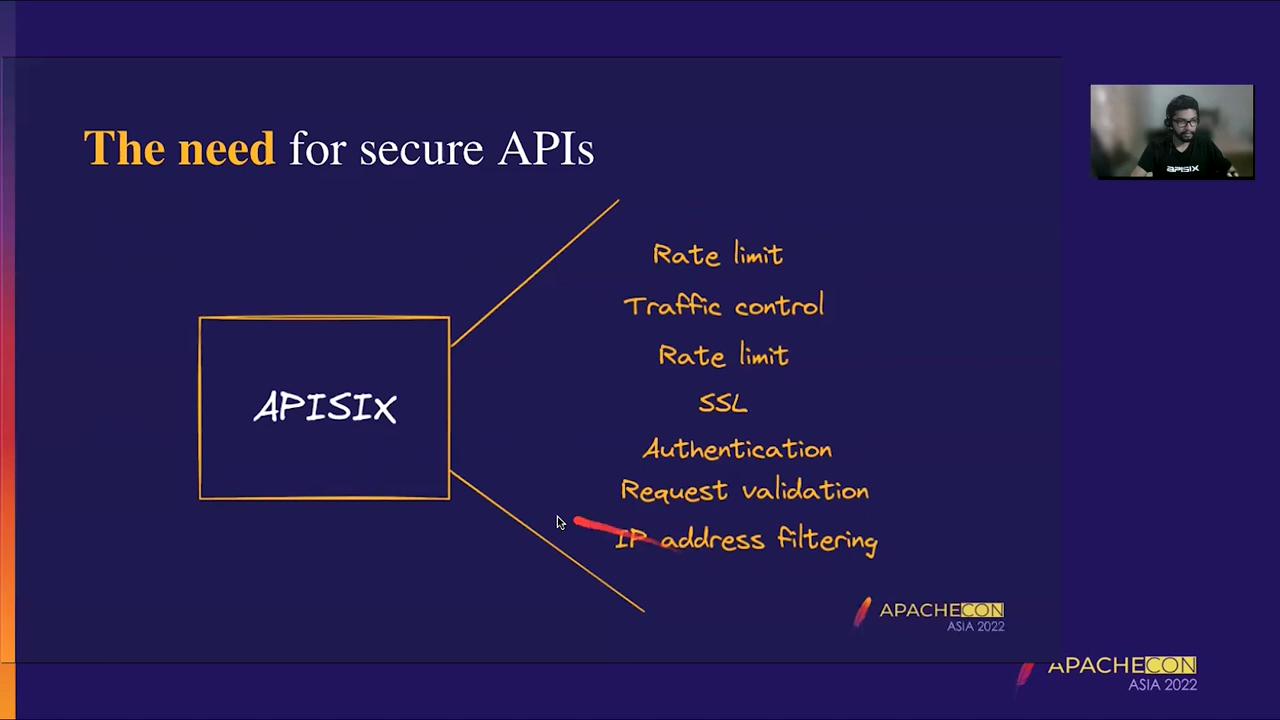 The need for secure APIs
APISIX
Rate limit
Traffic control
Rate limit
SSL
Authentication
Request validation
IP address filtering
APACHECON
ASIA 2022
APACHECON
ASIA 2022
APISIX